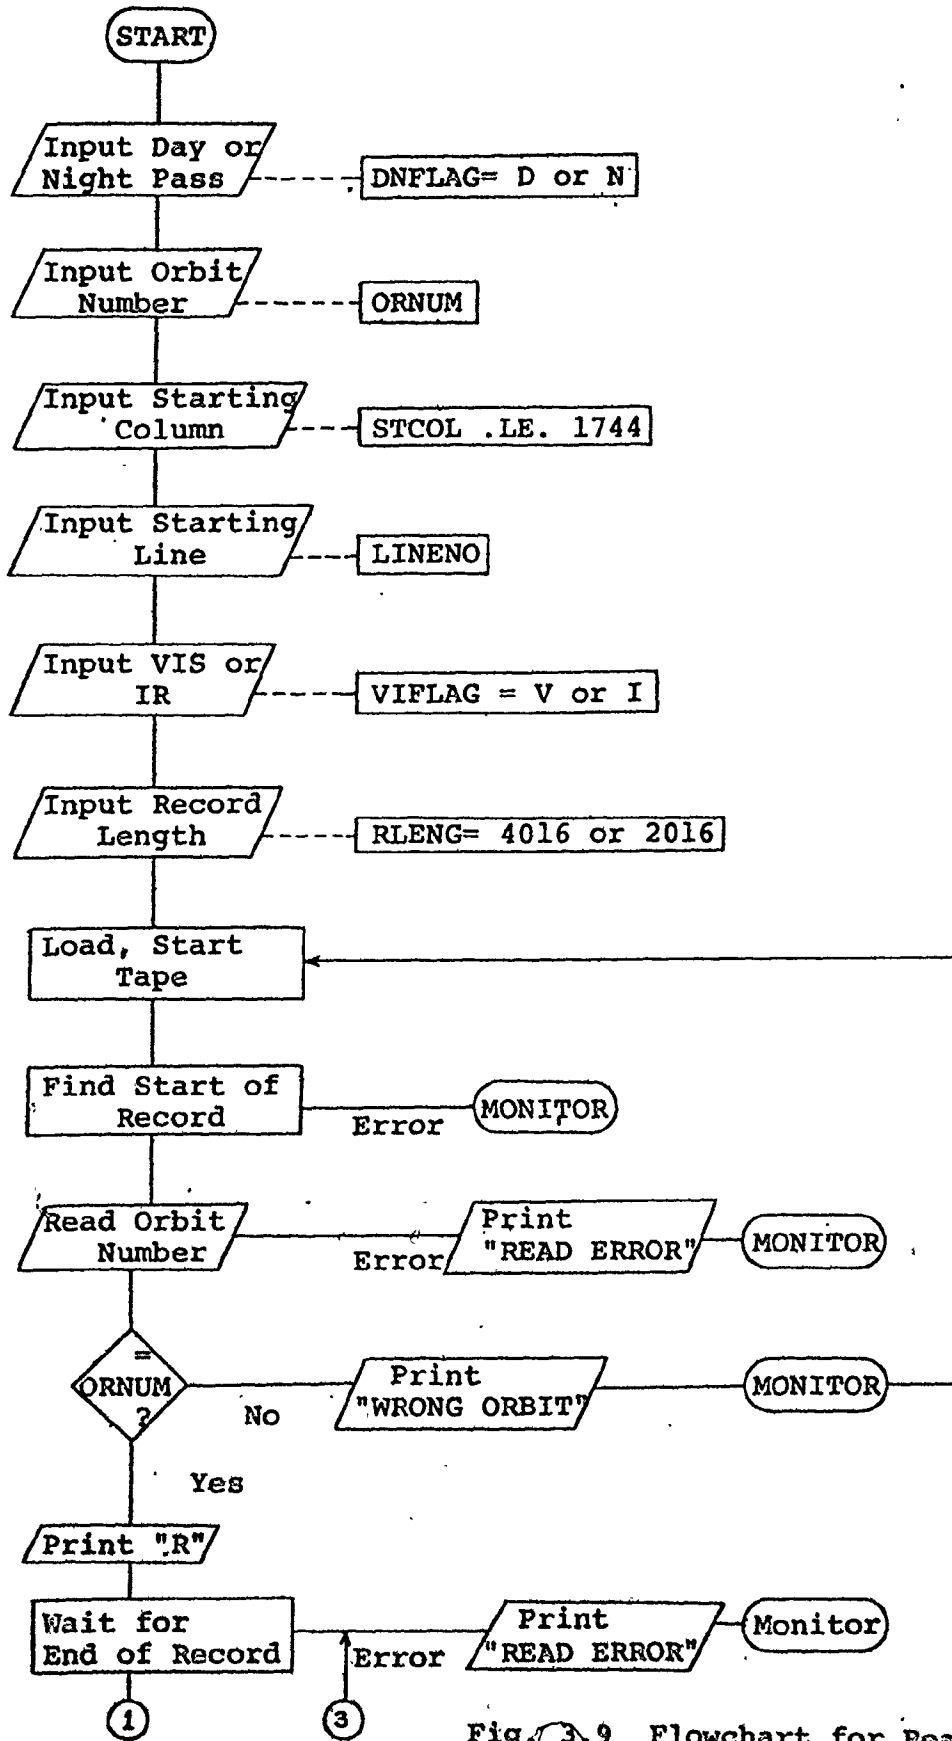 START
Input Day or
Night Pass
DNFLAG= D or N
Input Orbit
Number
ORNUM
Input Starting
Column
STCOL .LE. 1744
Input Starting
Line
LINENO
Input VIS or
IR
VIFLAG = V or I
Input Record
Length
RLENG= 4016 or 2016
Load, Start
Tape
Find Start of
Record
Error
MONITOR
Read Orbit
Number
Error
Print
"READ ERROR"
MONITOR
=
ORNUM
?
No
Print
"WRONG ORBIT"
MONITOR
Yes
Print "R"
Wait for
End of Record
Error
Print
"READ ERROR"
Monitor
1
3
Fig. 3.9 Flowchart for